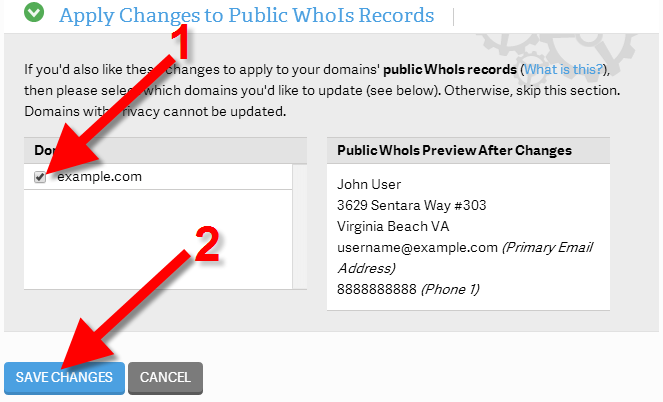 Apply Changes to Public WhoIs Records
1
If you'd also like these changes to apply to your domains' public WhoIs records (What is this?),
then please select which domains you'd like to update (see below). Otherwise, skip this section.
Domains with Privacy cannot be updated.
Public WhoIs Preview After Changes
example.com
John User
3629 Sentara Way #303
Virginia Beach VA
username@example.com (Primary Email
Address)
8888888888 (Phone 1)
2
SAVE CHANGES
CANCEL